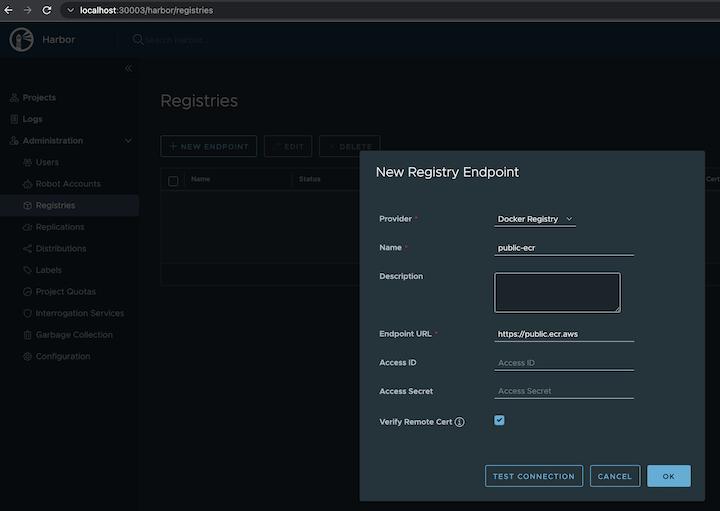 localhost:30003/harbor/registries
Harbor
Search Harbor...
Projects
Logs
Administration
Users
Robot Accounts
Registries
Replications
Distributions
Labels
Project Quotas
Interrogation Services
Garbage Collection
Configuration
Registries
+ NEW ENDPOINT
EDIT
× DELETE
Name
Status
Cert
New Registry Endpoint
Provider *
Docker Registry
Name *
public-ecr
Description
Endpoint URL *
https://public.ecr.aws
Access ID
Access ID
Access Secret
Access Secret
Verify Remote Cert
TEST CONNECTION
CANCEL
OK